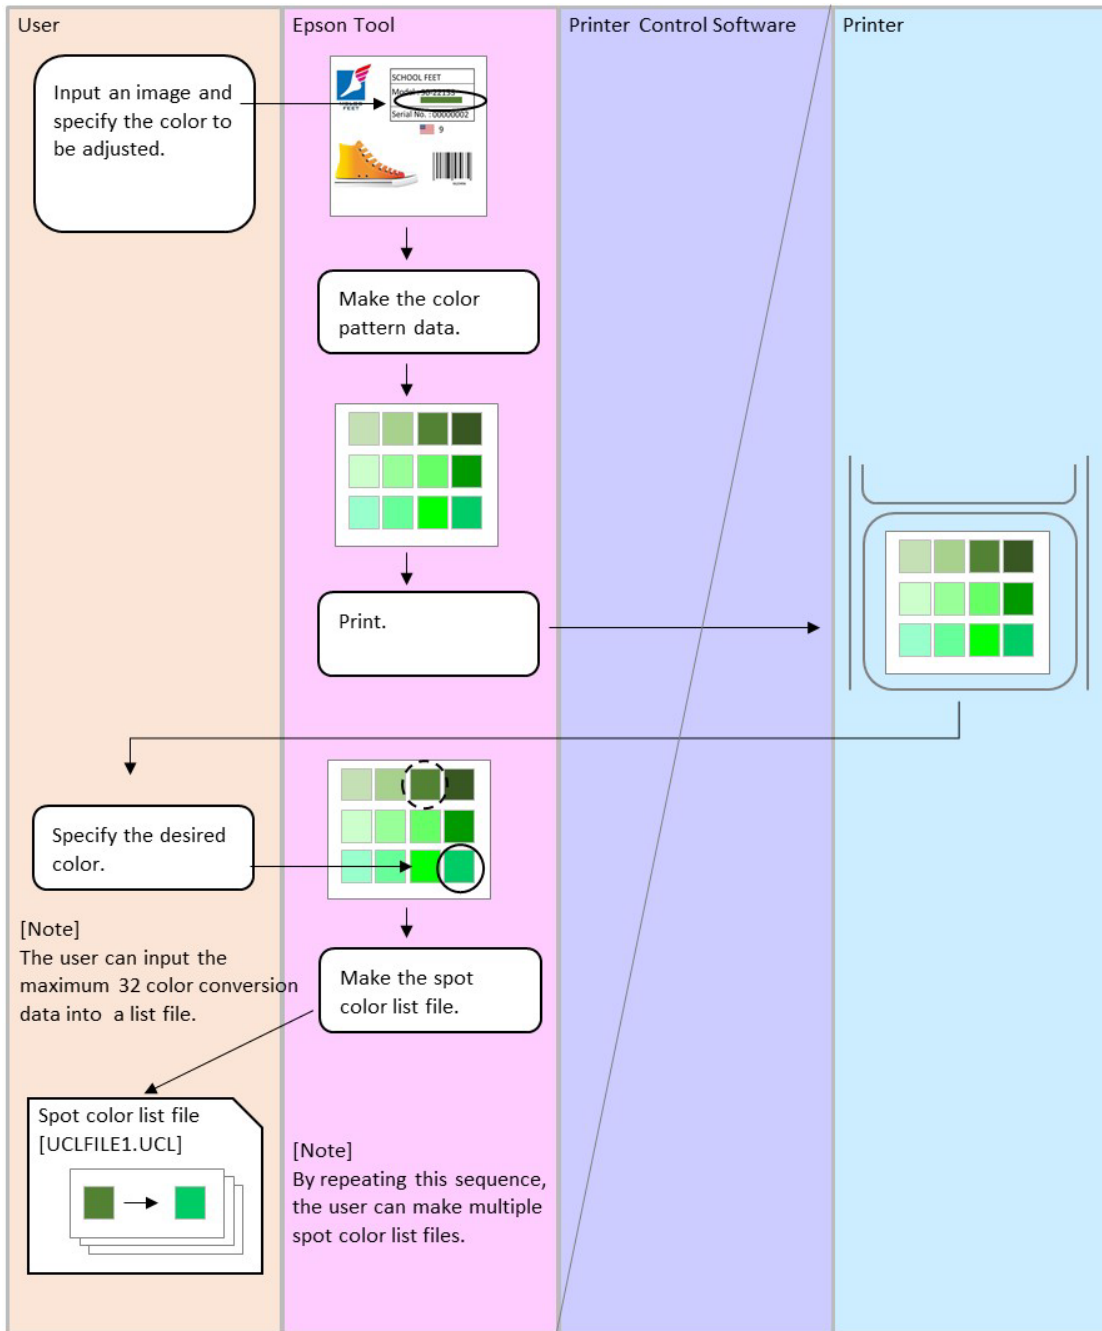 User
Epson Tool
Printer Control Software
Printer
Input an image and
specify the color to
be adjusted.
FEET
SCHOOL FEET
Serial No. : 00000002
9
Make the color
pattern data.
Print.
Specify the desired
color.
[Note]
The user can input the
maximum 32 color conversion
data into a list file.
Make the spot
color list file.
Spot color list file
[UCLFILE1.UCL]
[Note]
By repeating this sequence,
the user can make multiple
spot color list files.